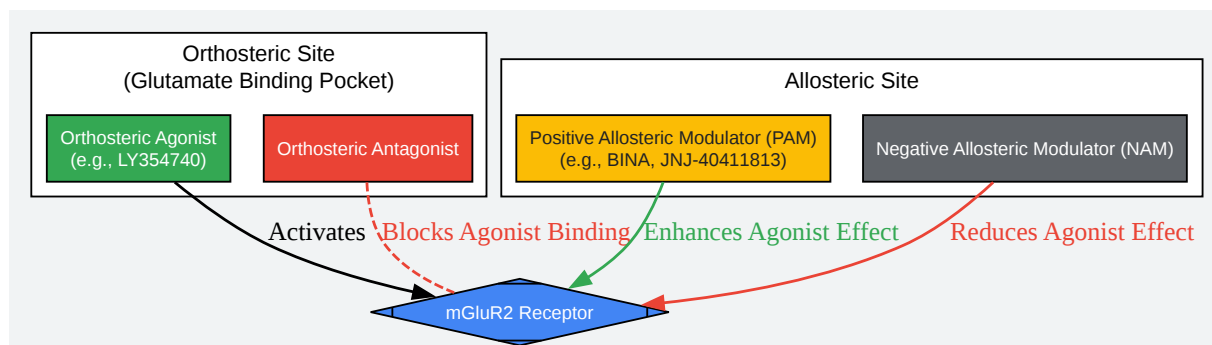 Orthosteric Site
(Glutamate Binding Pocket)
Allosteric Site
Orthosteric Agonist
(e.g., LY354740)
Orthosteric Antagonist
Positive Allosteric Modulator (PAM)
(e.g., BINA, JNJ-40411813)
Negative Allosteric Modulator (NAM)
Activates
Blocks Agonist Binding
Enhances Agonist Effect
Reduces Agonist Effect
mGluR2 Receptor